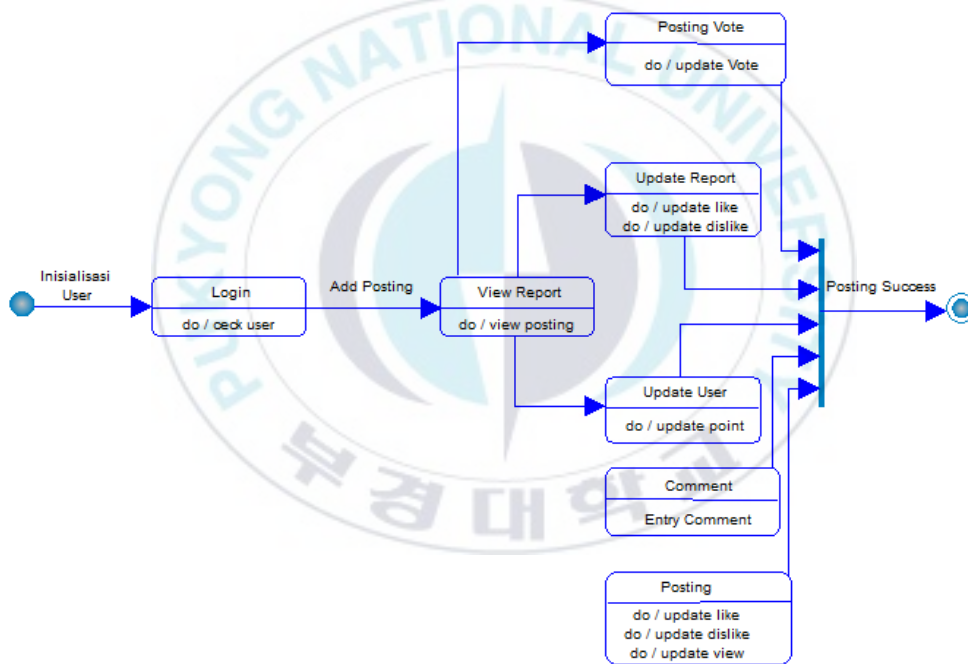 Posting Vote
do / update Vote
Update Report
do / update like
do / update dislike
Inisialisasi
User
Login
do / ceck user
Add Posting
View Report
do / view posting
Posting Success
Update User
do / update point
Comment
Entry Comment
Posting
do / update like
do / update dislike
do / update view
PUKYONG NATIONAL UNIVERSITY
부경대학교